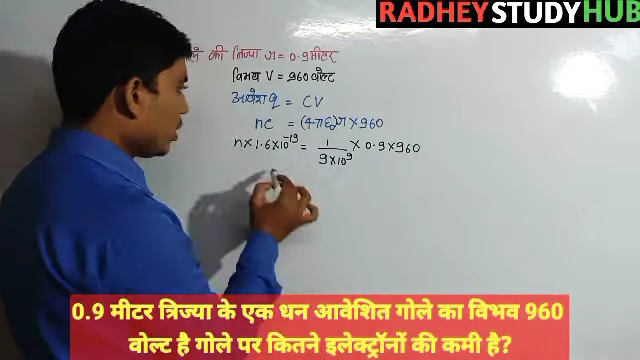 RADHEY STUDY HUB
की त्रिज्या r = 0.9 मीटर
विभव V = 960 वोल्ट
आवेश q = CV
ne = (4πε₀)r × 960
n × 1.6 × 10⁻¹⁹ = 1/(9 × 10⁹) × 0.9 × 960
0.9 मीटर त्रिज्या के एक धन आवेशित गोले का विभव 960
वोल्ट है गोले पर कितने इलेक्ट्रॉनों की कमी है?